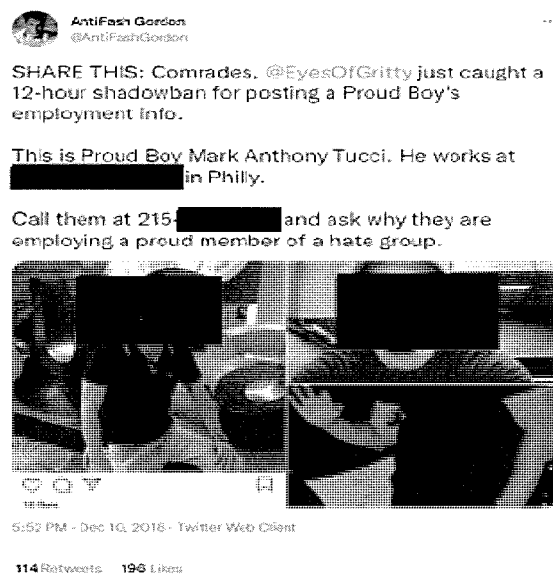 AntiFash Gordon
@AntiFashGordon
SHARE THIS: Comrades, @EyesOfGritty just caught a
12-hour shadowban for posting a Proud Boy's
employment info.
This is Proud Boy Mark Anthony Tucci. He works at
in Philly.
Call them at 215- and ask why they are
employing a proud member of a hate group.
5:52 PM - Dec 10, 2018 - Twitter Web Client
114 Retweets 196 Likes